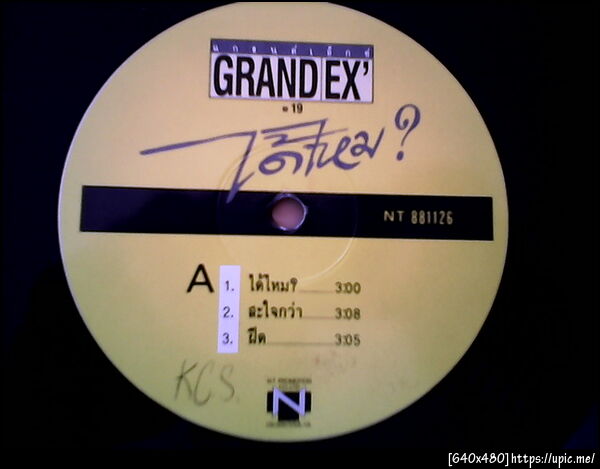 แกรนด์เอ็กซ์
GRAND EX'
= 19
ได้ไหม?
NT 881126
A
1. ได้ไหม? 3:00
2. สะใจกว่า 3:08
3. ฝืด 3:05
KCS.
N
[640x480]https://upic.me/